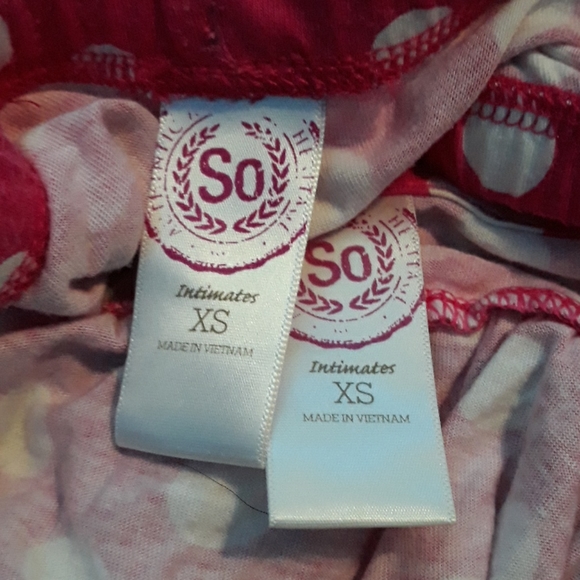 So
Intimates
XS
MADE IN VIETNAM
So
Intimates
XS
MADE IN VIETNAM